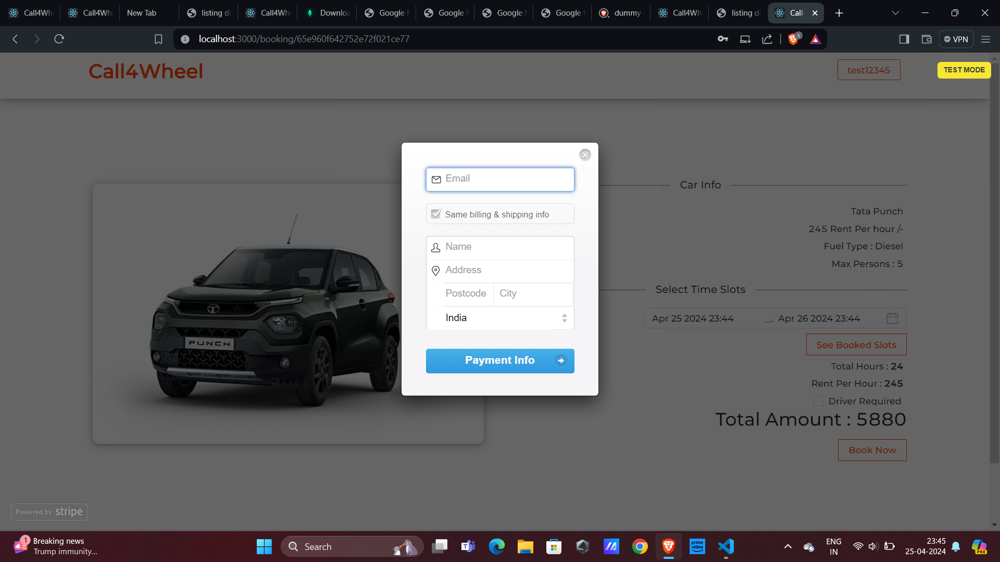 Call4Wh
Call4Wh
New Tab
listing di
Call4Wh
Downloa
Google M
Google M
Google M
Google M
dummy
Call4Wh
listing di
Call
localhost:3000/booking/65e960f642752e72f021ce77
5
VPN
Call4Wheel
test12345
TEST MODE
Email
Same billing & shipping info
Name
Address
Postcode
City
India
Payment Info
Car Info
Tata Punch
245 Rent Per hour /-
Fuel Type : Diesel
Max Persons : 5
Select Time Slots
Apr 25 2024 23:44
Apr 26 2024 23:44
See Booked Slots
Total Hours : 24
Rent Per Hour : 245
Driver Required
Total Amount : 5880
Book Now
PUNCH
Powered by stripe
1
Breaking news
Trump immunity...
Search
prime video
ENG
IN
23:45
25-04-2024
PRE